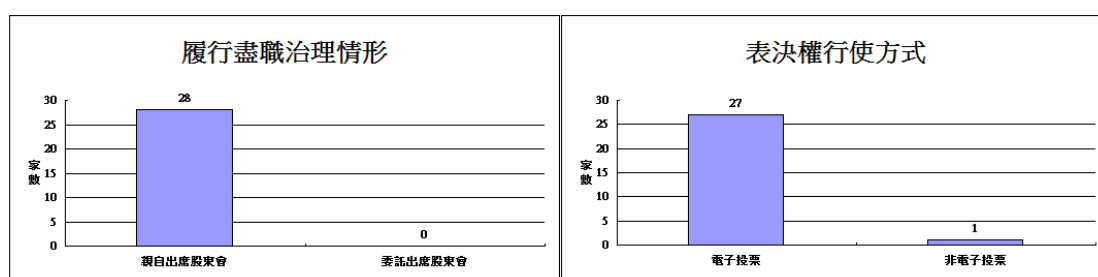 履行盡職治理情形
28
30
25
20
15
10
5
0
家數
0
親自出席股東會
委託出席股東會
表決權行使方式
27
30
25
20
15
10
5
0
家數
1
電子投票
非電子投票